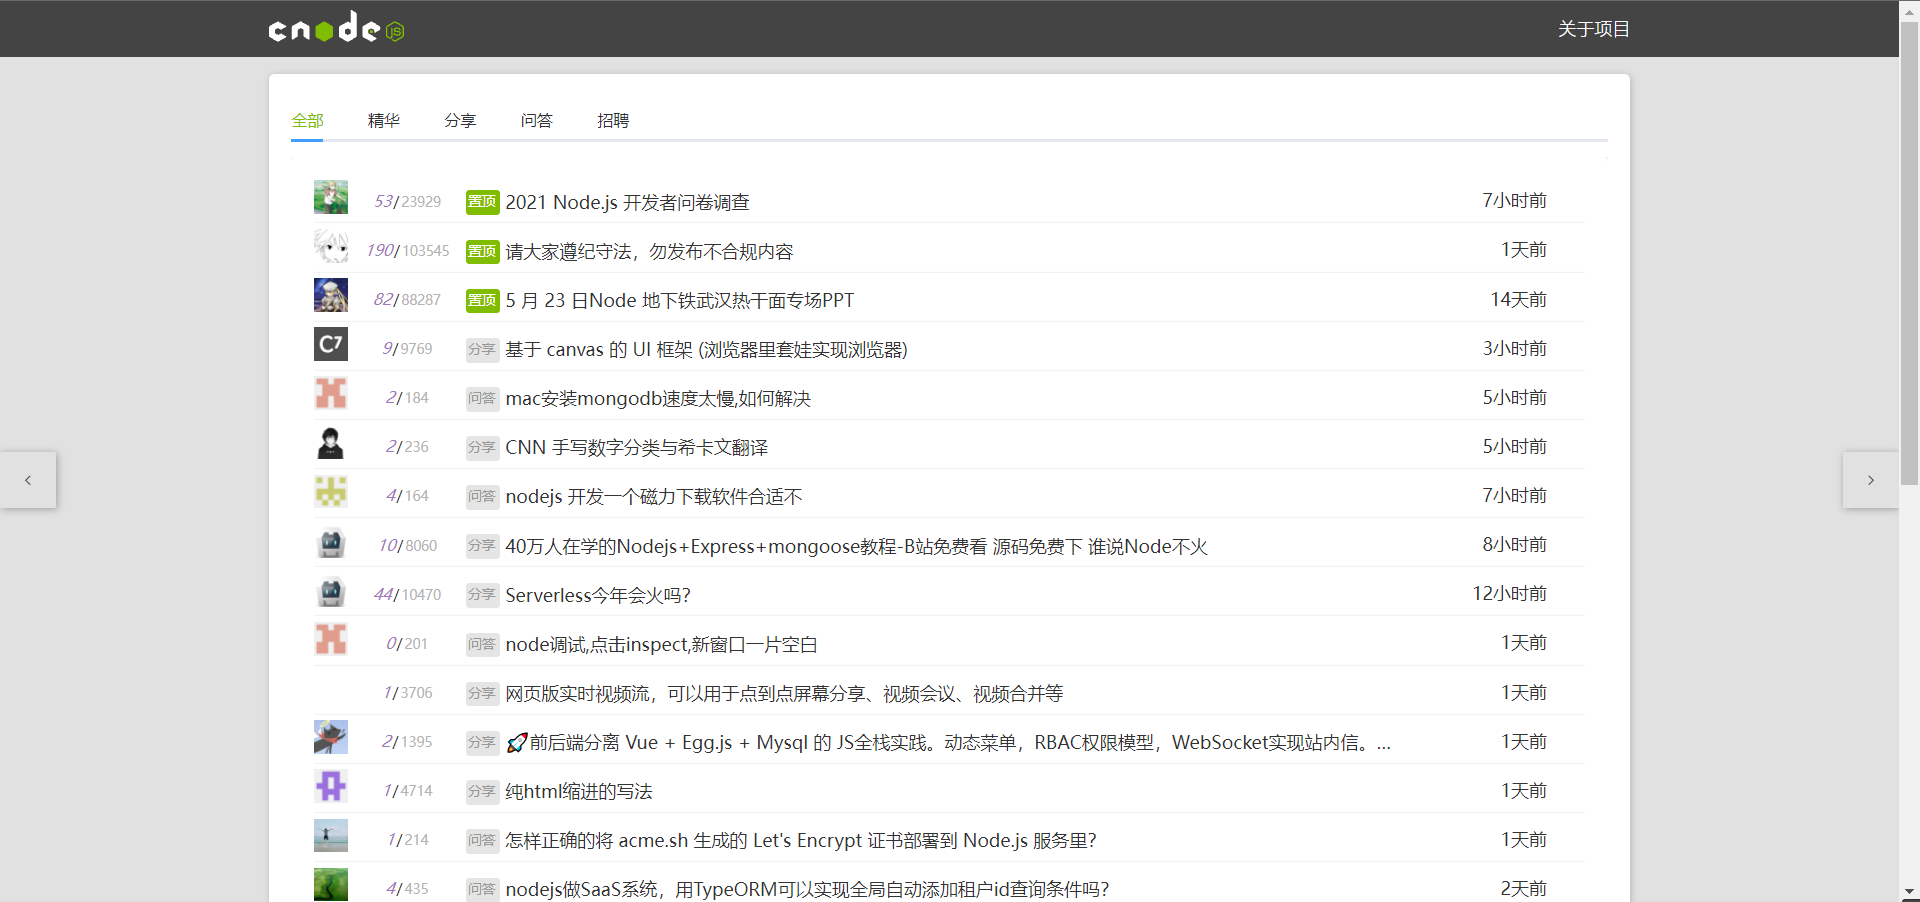 cnode JS
关于项目
全部 精华 分享 问答 招聘
53/23929 置顶 2021 Node.js 开发者问卷调查 7小时前
190/103545 置顶 请大家遵纪守法，勿发布不合规内容 1天前
82/88287 置顶 5 月 23 日Node 地下铁武汉热干面专场PPT 14天前
C7 9/9769 分享 基于 canvas 的 UI 框架 (浏览器里套娃实现浏览器) 3小时前
2/184 问答 mac安装mongodb速度太慢,如何解决 5小时前
2/236 分享 CNN 手写数字分类与希卡文翻译 5小时前
4/164 问答 nodejs 开发一个磁力下载软件合适不 7小时前
10/8060 分享 40万人在学的Nodejs+Express+mongoose教程-B站免费看 源码免费下 谁说Node不火 8小时前
44/10470 分享 Serverless今年会火吗? 12小时前
0/201 问答 node调试,点击inspect,新窗口一片空白 1天前
1/3706 分享 网页版实时视频流，可以用于点到点屏幕分享、视频会议、视频合并等 1天前
2/1395 分享 🚀前后端分离 Vue + Egg.js + Mysql 的 JS全栈实践。动态菜单，RBAC权限模型，WebSocket实现站内信。... 1天前
1/4714 分享 纯html缩进的写法 1天前
1/214 问答 怎样正确的将 acme.sh 生成的 Let's Encrypt 证书部署到 Node.js 服务里？ 1天前
4/435 问答 nodejs做SaaS系统，用TypeORM可以实现全局自动添加租户id查询条件吗？ 2天前